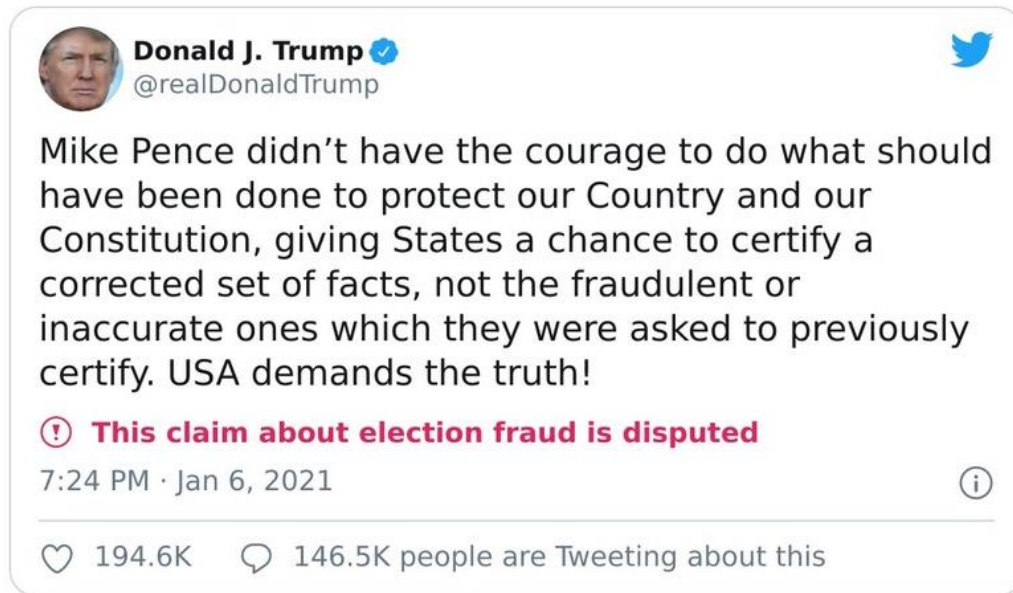 Donald J. Trump
@realDonaldTrump
Mike Pence didn’t have the courage to do what should
have been done to protect our Country and our
Constitution, giving States a chance to certify a
corrected set of facts, not the fraudulent or
inaccurate ones which they were asked to previously
certify. USA demands the truth!
This claim about election fraud is disputed
7:24 PM · Jan 6, 2021
194.6K 146.5K people are Tweeting about this